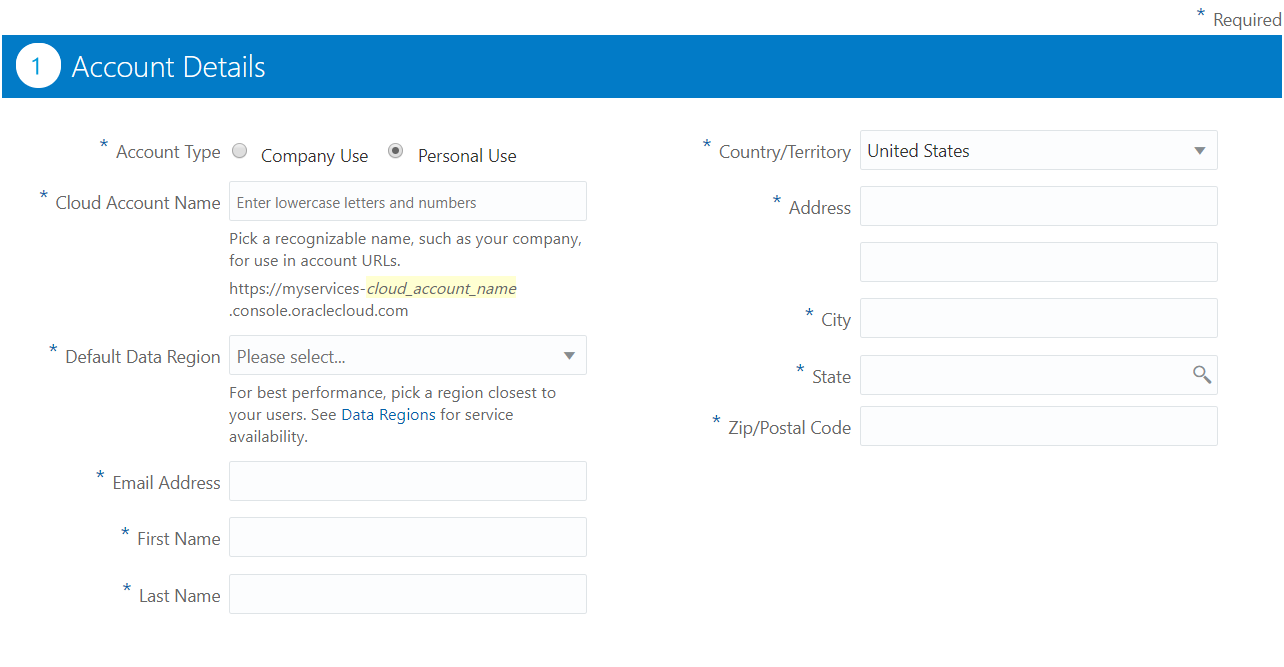 * Required
1 Account Details
* Account Type Company Use Personal Use
* Cloud Account Name Enter lowercase letters and numbers
Pick a recognizable name, such as your company,
for use in account URLs.
https://myservices-cloud_account_name
.console.oraclecloud.com
* Default Data Region Please select...
For best performance, pick a region closest to
your users. See Data Regions for service
availability.
* Email Address
* First Name
* Last Name
* Country/Territory United States
* Address
* City
* State
* Zip/Postal Code